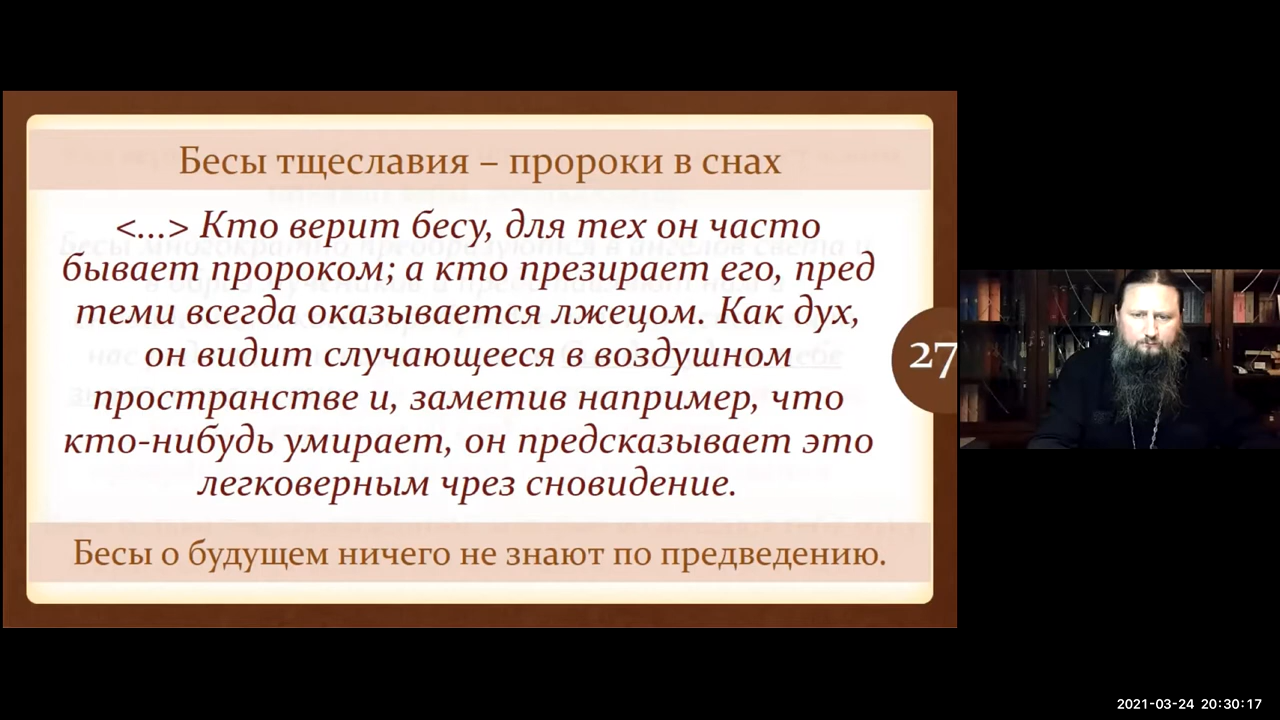 Бесы тщеславия – пророки в снах
<...> Кто верит бесу, для тех он часто
бывает пророком; а кто презирает его, пред
теми всегда оказывается лжецом. Как дух,
он видит случающееся в воздушном
пространстве и, заметив например, что
кто-нибудь умирает, он предсказывает это
легковерным чрез сновидение.
Бесы о будущем ничего не знают по предведению.
27
2021-03-24 20:30:17